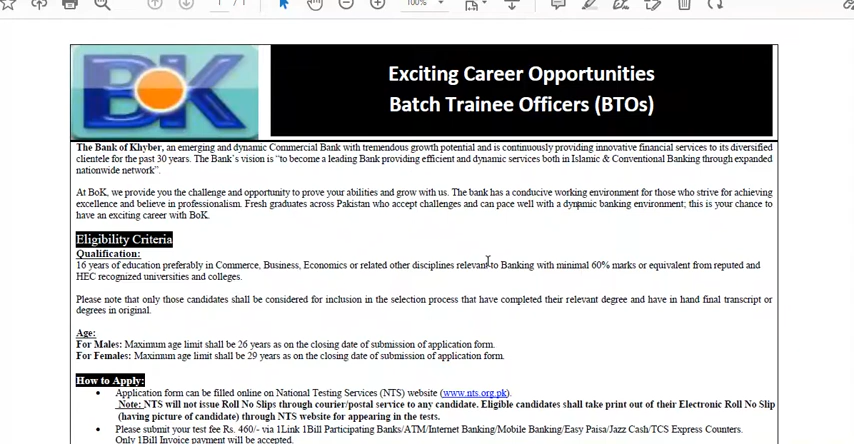 1 / 1
100%
BOK
Exciting Career Opportunities
Batch Trainee Officers (BTOs)
The Bank of Khyber, an emerging and dynamic Commercial Bank with tremendous growth potential and is continuously providing innovative financial services to its diversified
clientele for the past 30 years. The Bank's vision is "to become a leading Bank providing efficient and dynamic services both in Islamic & Conventional Banking through expanded
nationwide network".
At BoK, we provide you the challenge and opportunity to prove your abilities and grow with us. The bank has a conducive working environment for those who strive for achieving
excellence and believe in professionalism. Fresh graduates across Pakistan who accept challenges and can pace well with a dynamic banking environment; this is your chance to
have an exciting career with BoK.
Eligibility Criteria
Qualification:
16 years of education preferably in Commerce, Business, Economics or related other disciplines relevant to Banking with minimal 60% marks or equivalent from reputed and
HEC recognized universities and colleges.
Please note that only those candidates shall be considered for inclusion in the selection process that have completed their relevant degree and have in hand final transcript or
degrees in original.
Age:
For Males: Maximum age limit shall be 26 years as on the closing date of submission of application form.
For Females: Maximum age limit shall be 29 years as on the closing date of submission of application form.
How to Apply:
• Application form can be filled online on National Testing Services (NTS) website (www.nts.org.pk).
Note: NTS will not issue Roll No Slips through courier/postal service to any candidate. Eligible candidates shall take print out of their Electronic Roll No Slip
(having picture of candidate) through NTS website for appearing in the tests.
• Please submit your test fee Rs. 460/- via 1Link 1Bill Participating Banks/ATM/Internet Banking/Mobile Banking/Easy Paisa/Jazz Cash/TCS Express Counters.
Only 1Bill Invoice payment will be accepted.